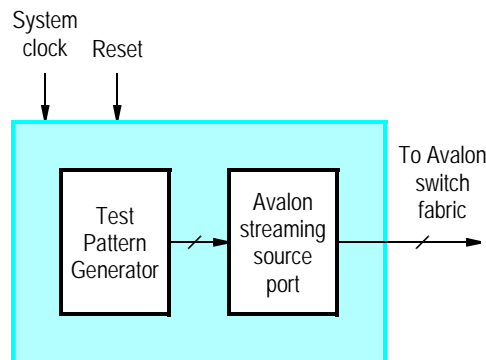 System
clock
Reset
To Avalon
switch
fabric
Test
Pattern
Generator
Avalon
streaming
source
port